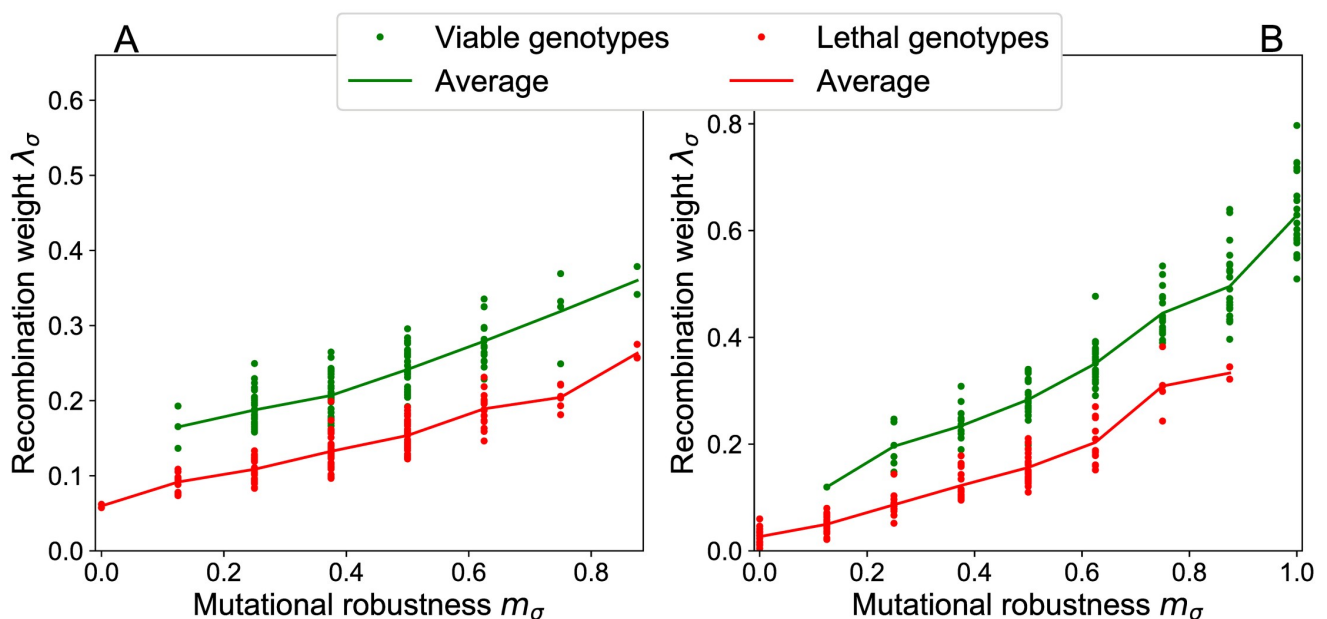 A
B
Viable genotypes
Lethal genotypes
Average
Average
Recombination weight λσ
0.6
0.5
0.4
0.3
0.2
0.1
0.0
0.0 0.2 0.4 0.6 0.8
Mutational robustness mσ
Recombination weight λσ
0.8
0.6
0.4
0.2
0.0
0.0 0.2 0.4 0.6 0.8 1.0
Mutational robustness mσ